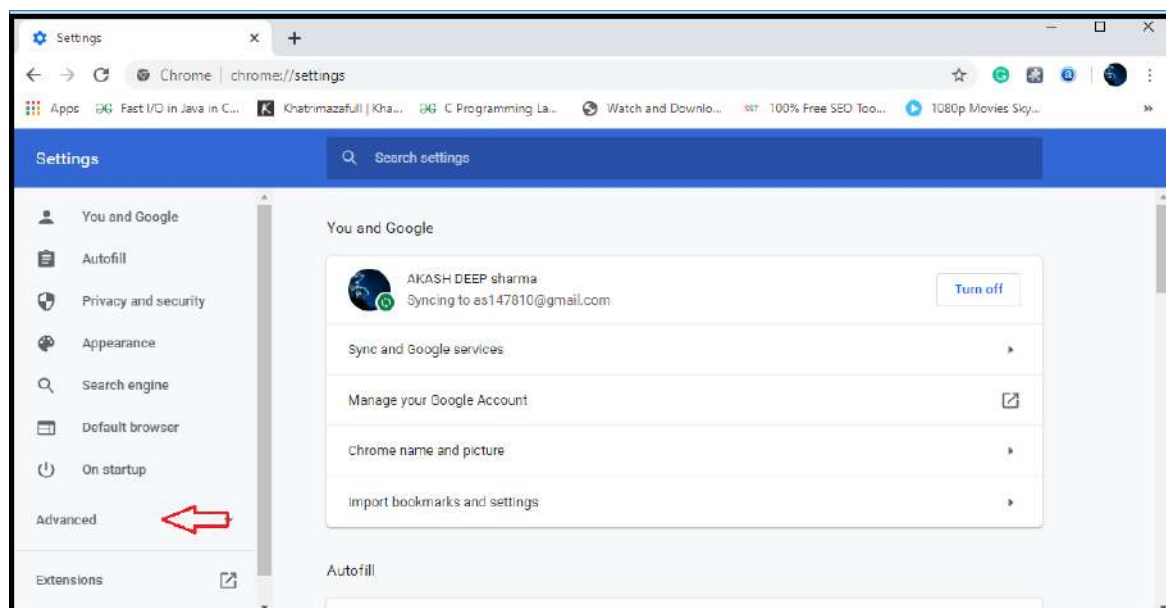 Settings
Chrome | chrome://settings
Apps GG Fast I/O in Java in C... K Khatrimazafull | Kha... GG C Programming La... Watch and Downlo... SST 100% Free SEO Too... 1080p Movies Sky...
Settings
Search settings
You and Google
Autofill
Privacy and security
Appearance
Search engine
Default browser
On startup
Advanced
Extensions
You and Google
AKASH DEEP sharma
Syncing to as147810@gmail.com
Turn off
Sync and Google services
Manage your Google Account
Chrome name and picture
Import bookmarks and settings
Autofill